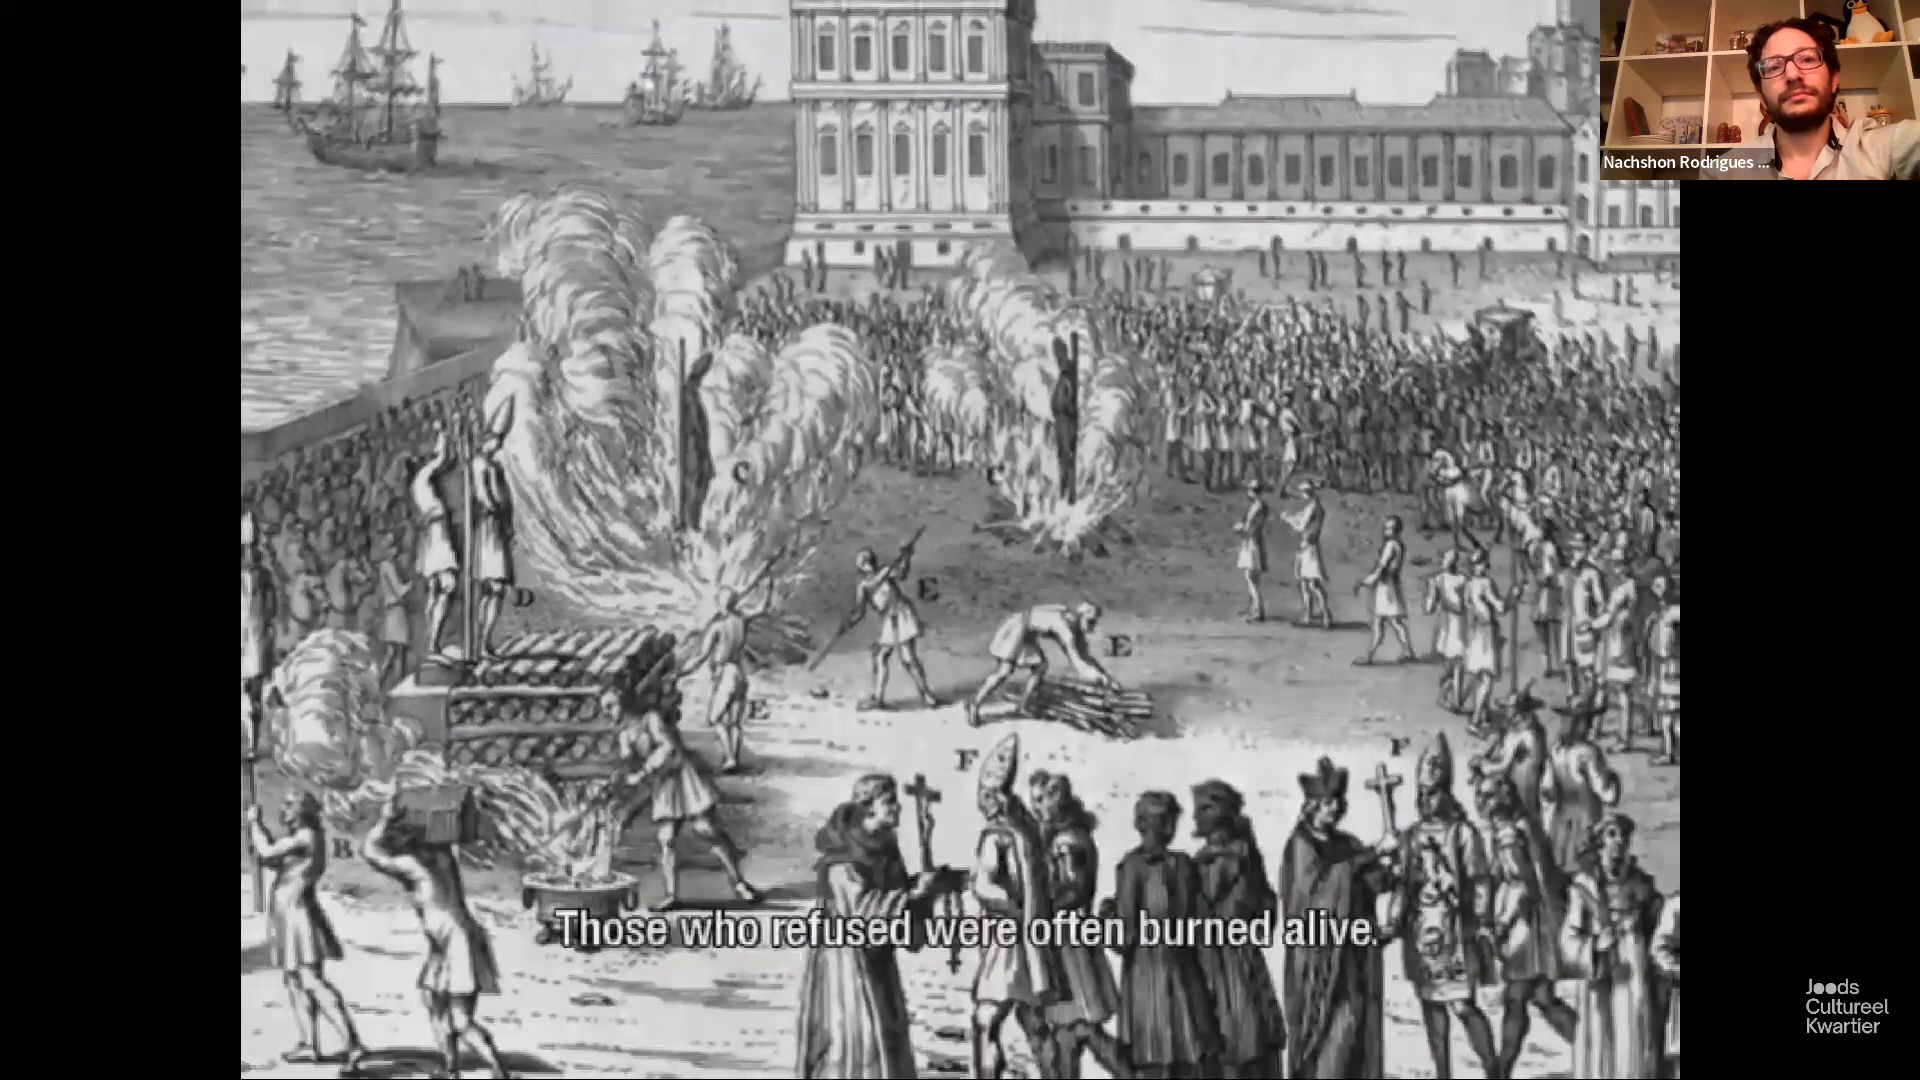 Nachshon Rodrigues ...
C
D
E
E
E
F
F
B
Those who refused were often burned alive.
Joods
Cultureel
Kwartier